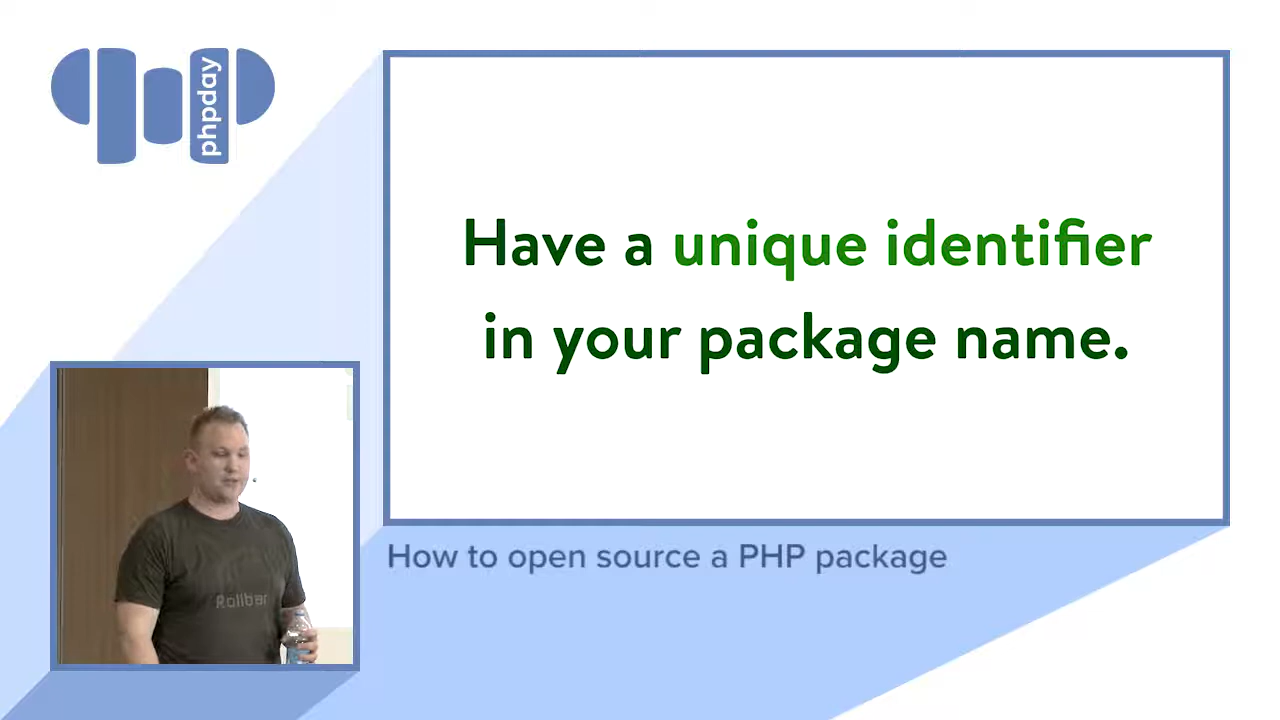 phpday
Have a unique identifier
in your package name.
How to open source a PHP package
Rollbar